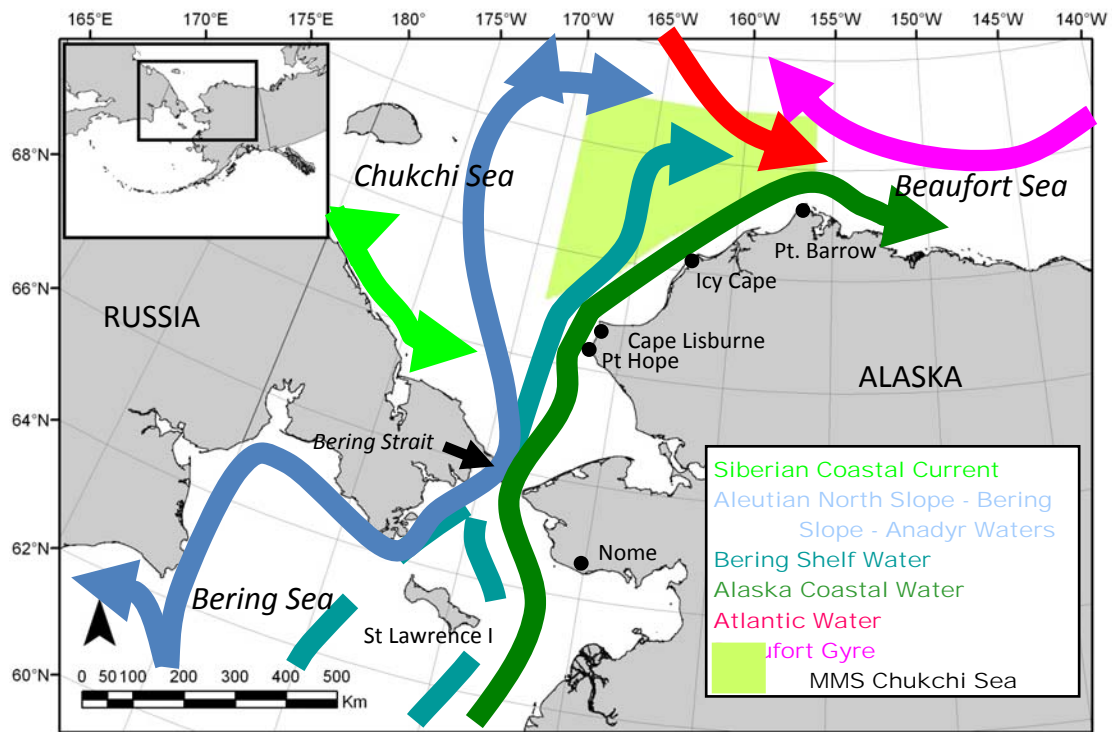 165°E 170°E 175°E 180° 175°W 170°W 165°W 160°W 155°W 150°W 145°W 140°W
68°N
66°N
64°N
62°N
60°N
Chukchi Sea
Beaufort Sea
Pt. Barrow
Icy Cape
RUSSIA
Cape Lisburne
Pt Hope
ALASKA
Bering Strait
Nome
Bering Sea
St Lawrence I
0 50 100 200 300 400 500
Km
Siberian Coastal Current
Aleutian North Slope - Bering
Slope - Anadyr Waters
Bering Shelf Water
Alaska Coastal Water
Atlantic Water
ufort Gyre
MMS Chukchi Sea